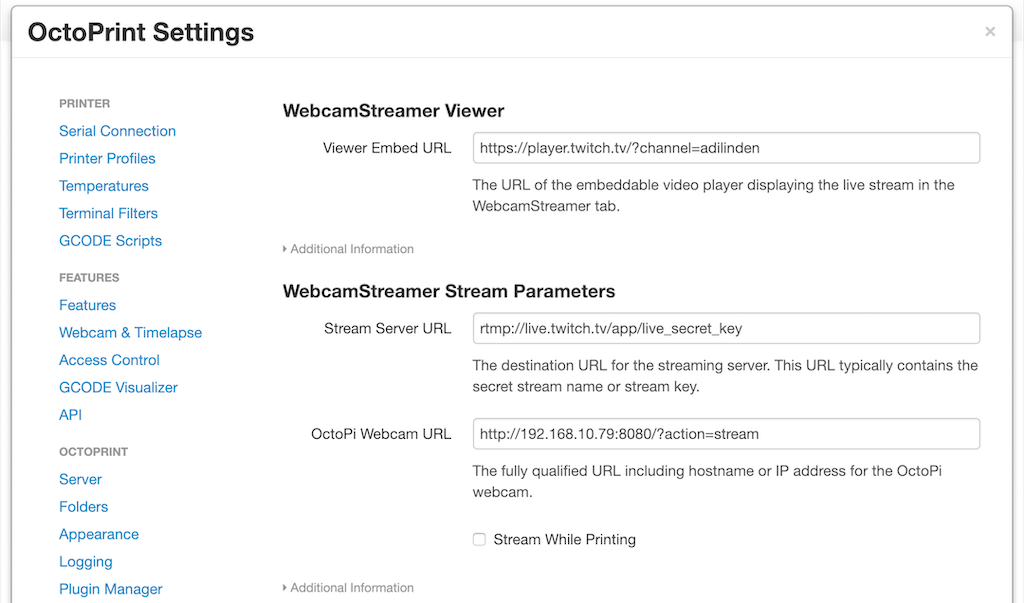 OctoPrint Settings
×
PRINTER
Serial Connection
Printer Profiles
Temperatures
Terminal Filters
GCODE Scripts
FEATURES
Features
Webcam & Timelapse
Access Control
GCODE Visualizer
API
OCTOPRINT
Server
Folders
Appearance
Logging
Plugin Manager
WebcamStreamer Viewer
Viewer Embed URL
https://player.twitch.tv/?channel=adilinden
The URL of the embeddable video player displaying the live stream in the
WebcamStreamer tab.
Additional Information
WebcamStreamer Stream Parameters
Stream Server URL
rtmp://live.twitch.tv/app/live_secret_key
The destination URL for the streaming server. This URL typically contains the
secret stream name or stream key.
OctoPi Webcam URL
http://192.168.10.79:8080/?action=stream
The fully qualified URL including hostname or IP address for the OctoPi
webcam.
Stream While Printing
Additional Information